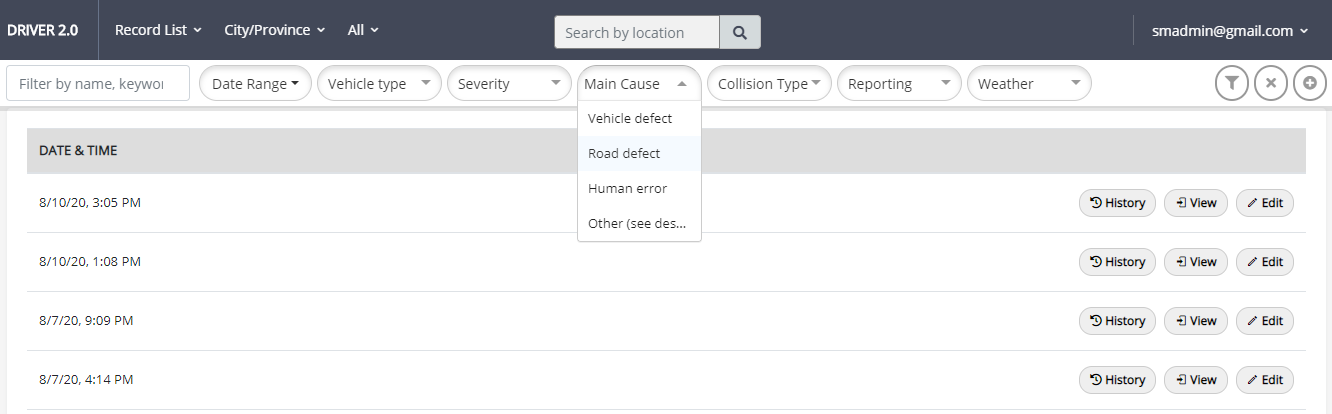 DRIVER 2.0 Record List City/Province All Search by location smadmin@gmail.com
Filter by name, keywor Date Range Vehicle type Severity Main Cause Collision Type Reporting Weather
Vehicle defect
Road defect
Human error
Other (see des...
DATE & TIME
8/10/20, 3:05 PM History View Edit
8/10/20, 1:08 PM History View Edit
8/7/20, 9:09 PM History View Edit
8/7/20, 4:14 PM History View Edit